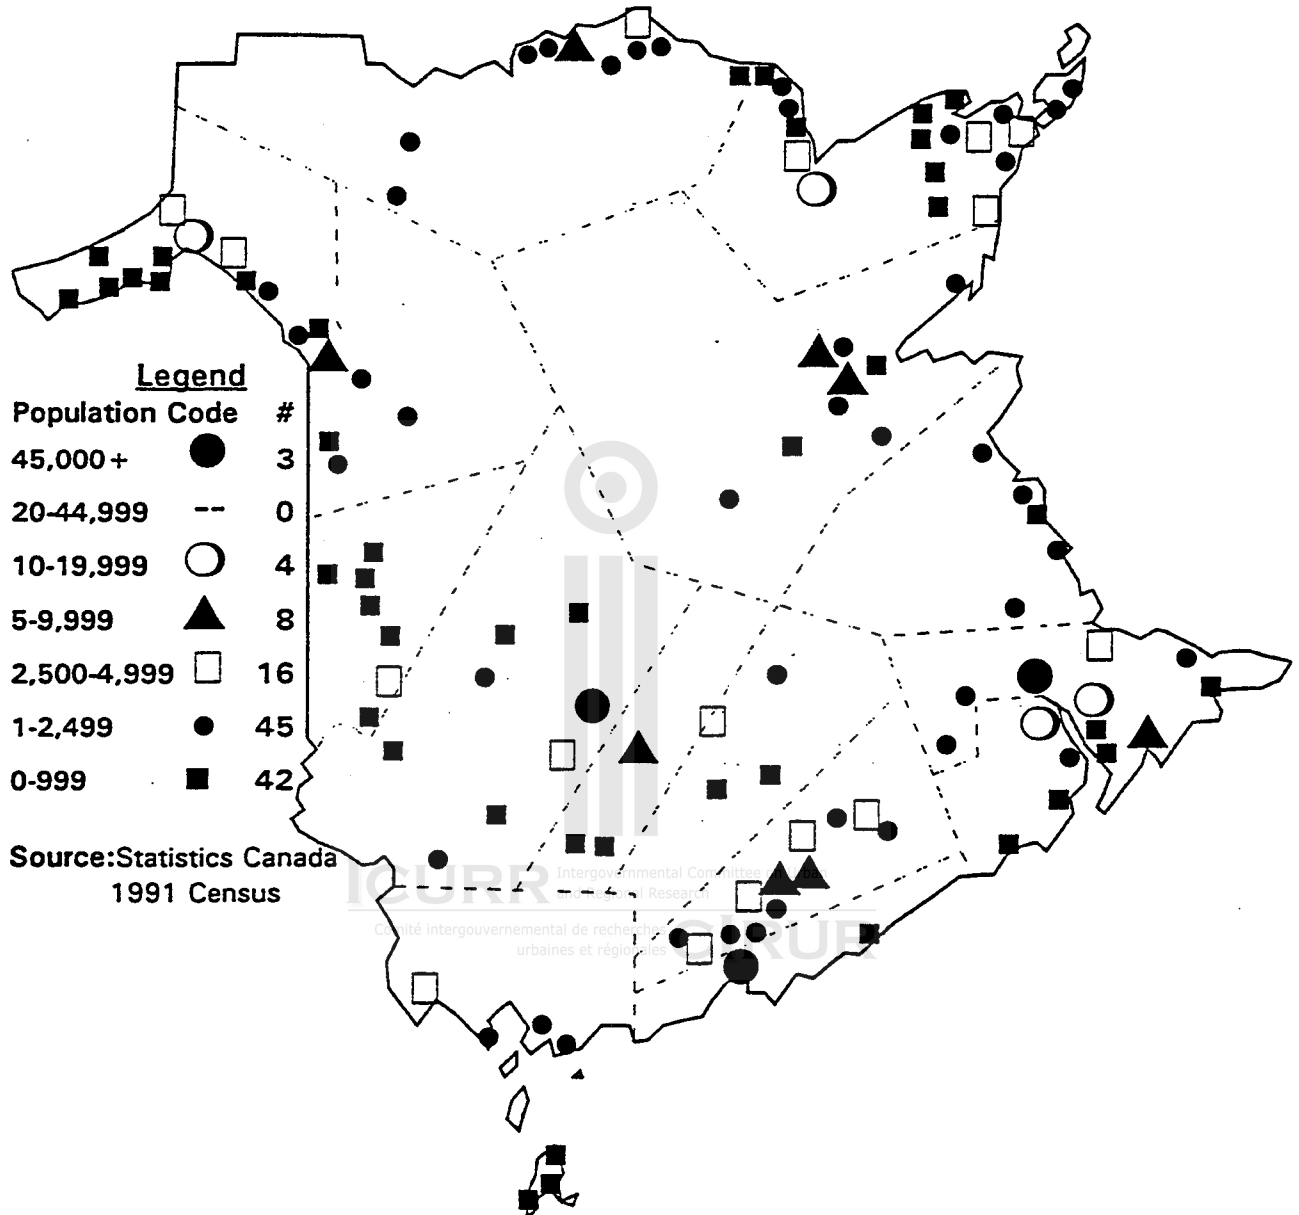 Legend
Population Code #
45,000+ 3
20-44,999 -- 0
10-19,999 4
5-9,999 8
2,500-4,999 16
1-2,499 45
0-999 42
Source:Statistics Canada
1991 Census
ICURR Intergovernmental Committee on Urban
and Regional Research
Comité intergouvernemental de recherches
urbaines et régionales CIRUR